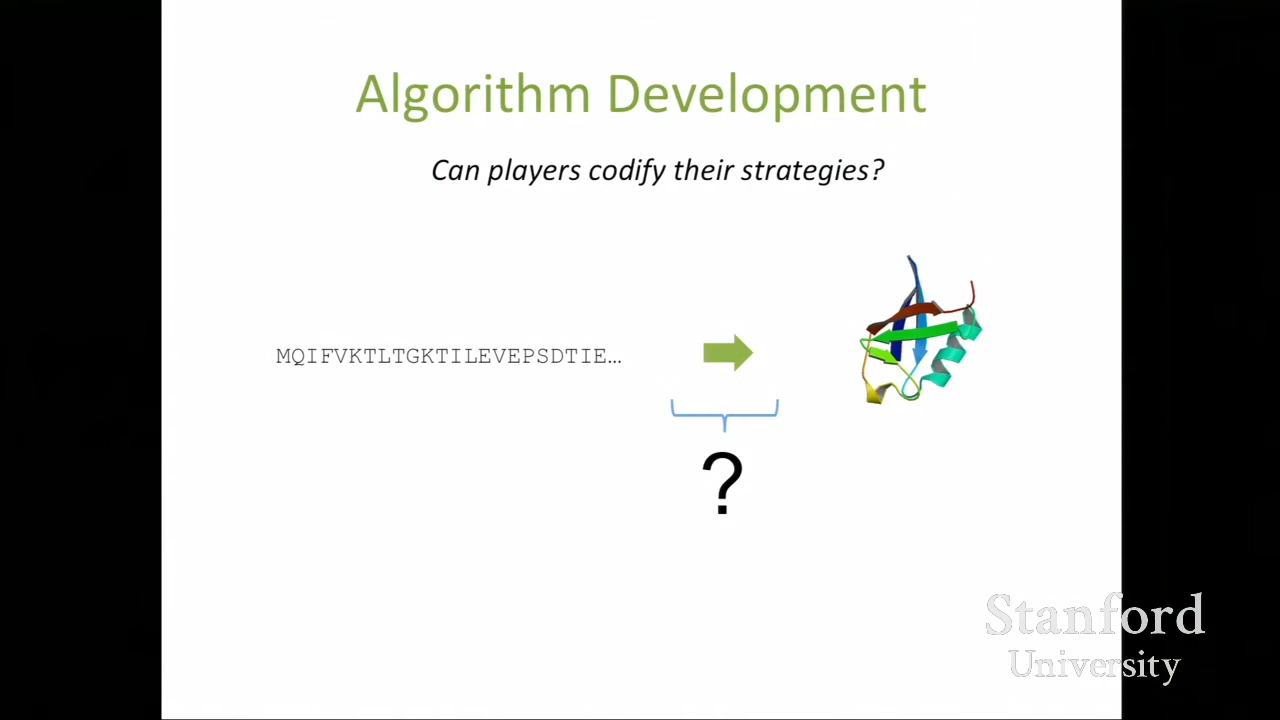 Algorithm Development
Can players codify their strategies?
MQIFVKTLTGKTILEVEPSDTIE…
?
Stanford
University